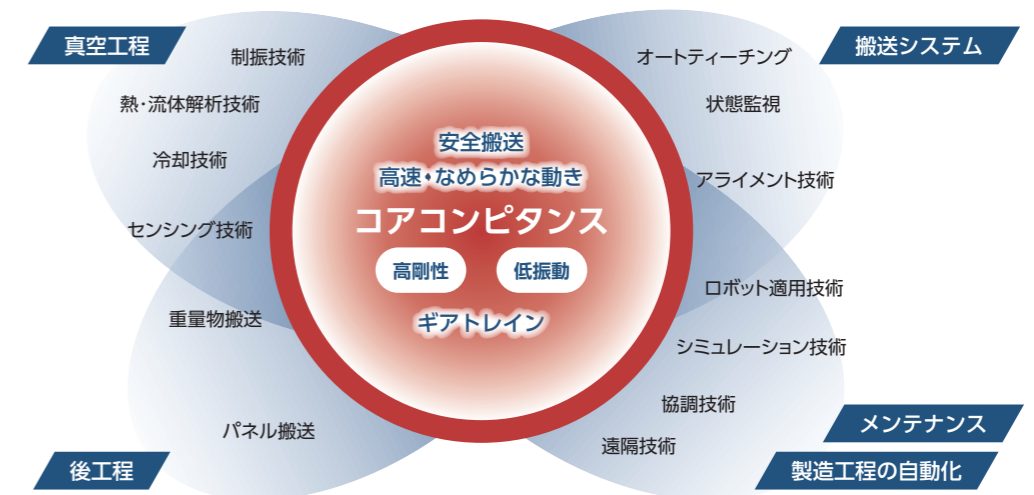 真空工程
制振技術
熱・流体解析技術
冷却技術
センシング技術
重量物搬送
パネル搬送
後工程
安全搬送
高速・なめらかな動き
コアコンピタンス
高剛性
低振動
ギアトレイン
搬送システム
オートティーチング
状態監視
アライメント技術
ロボット適用技術
シミュレーション技術
協調技術
遠隔技術
メンテナンス
製造工程の自動化